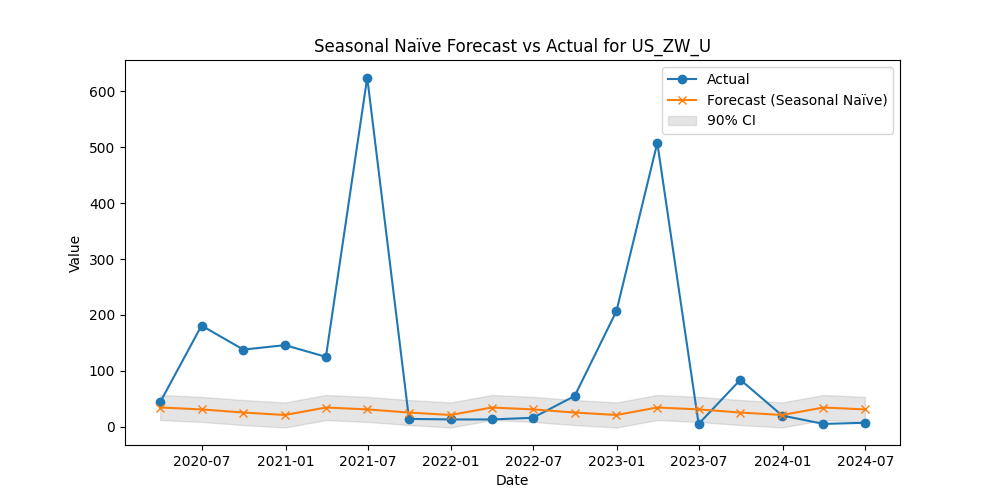 Seasonal Naïve Forecast vs Actual for US_ZW_U
Actual
Forecast (Seasonal Naïve)
90% CI
Value
600
500
400
300
200
100
0
2020-07
2021-01
2021-07
2022-01
2022-07
2023-01
2023-07
2024-01
2024-07
Date